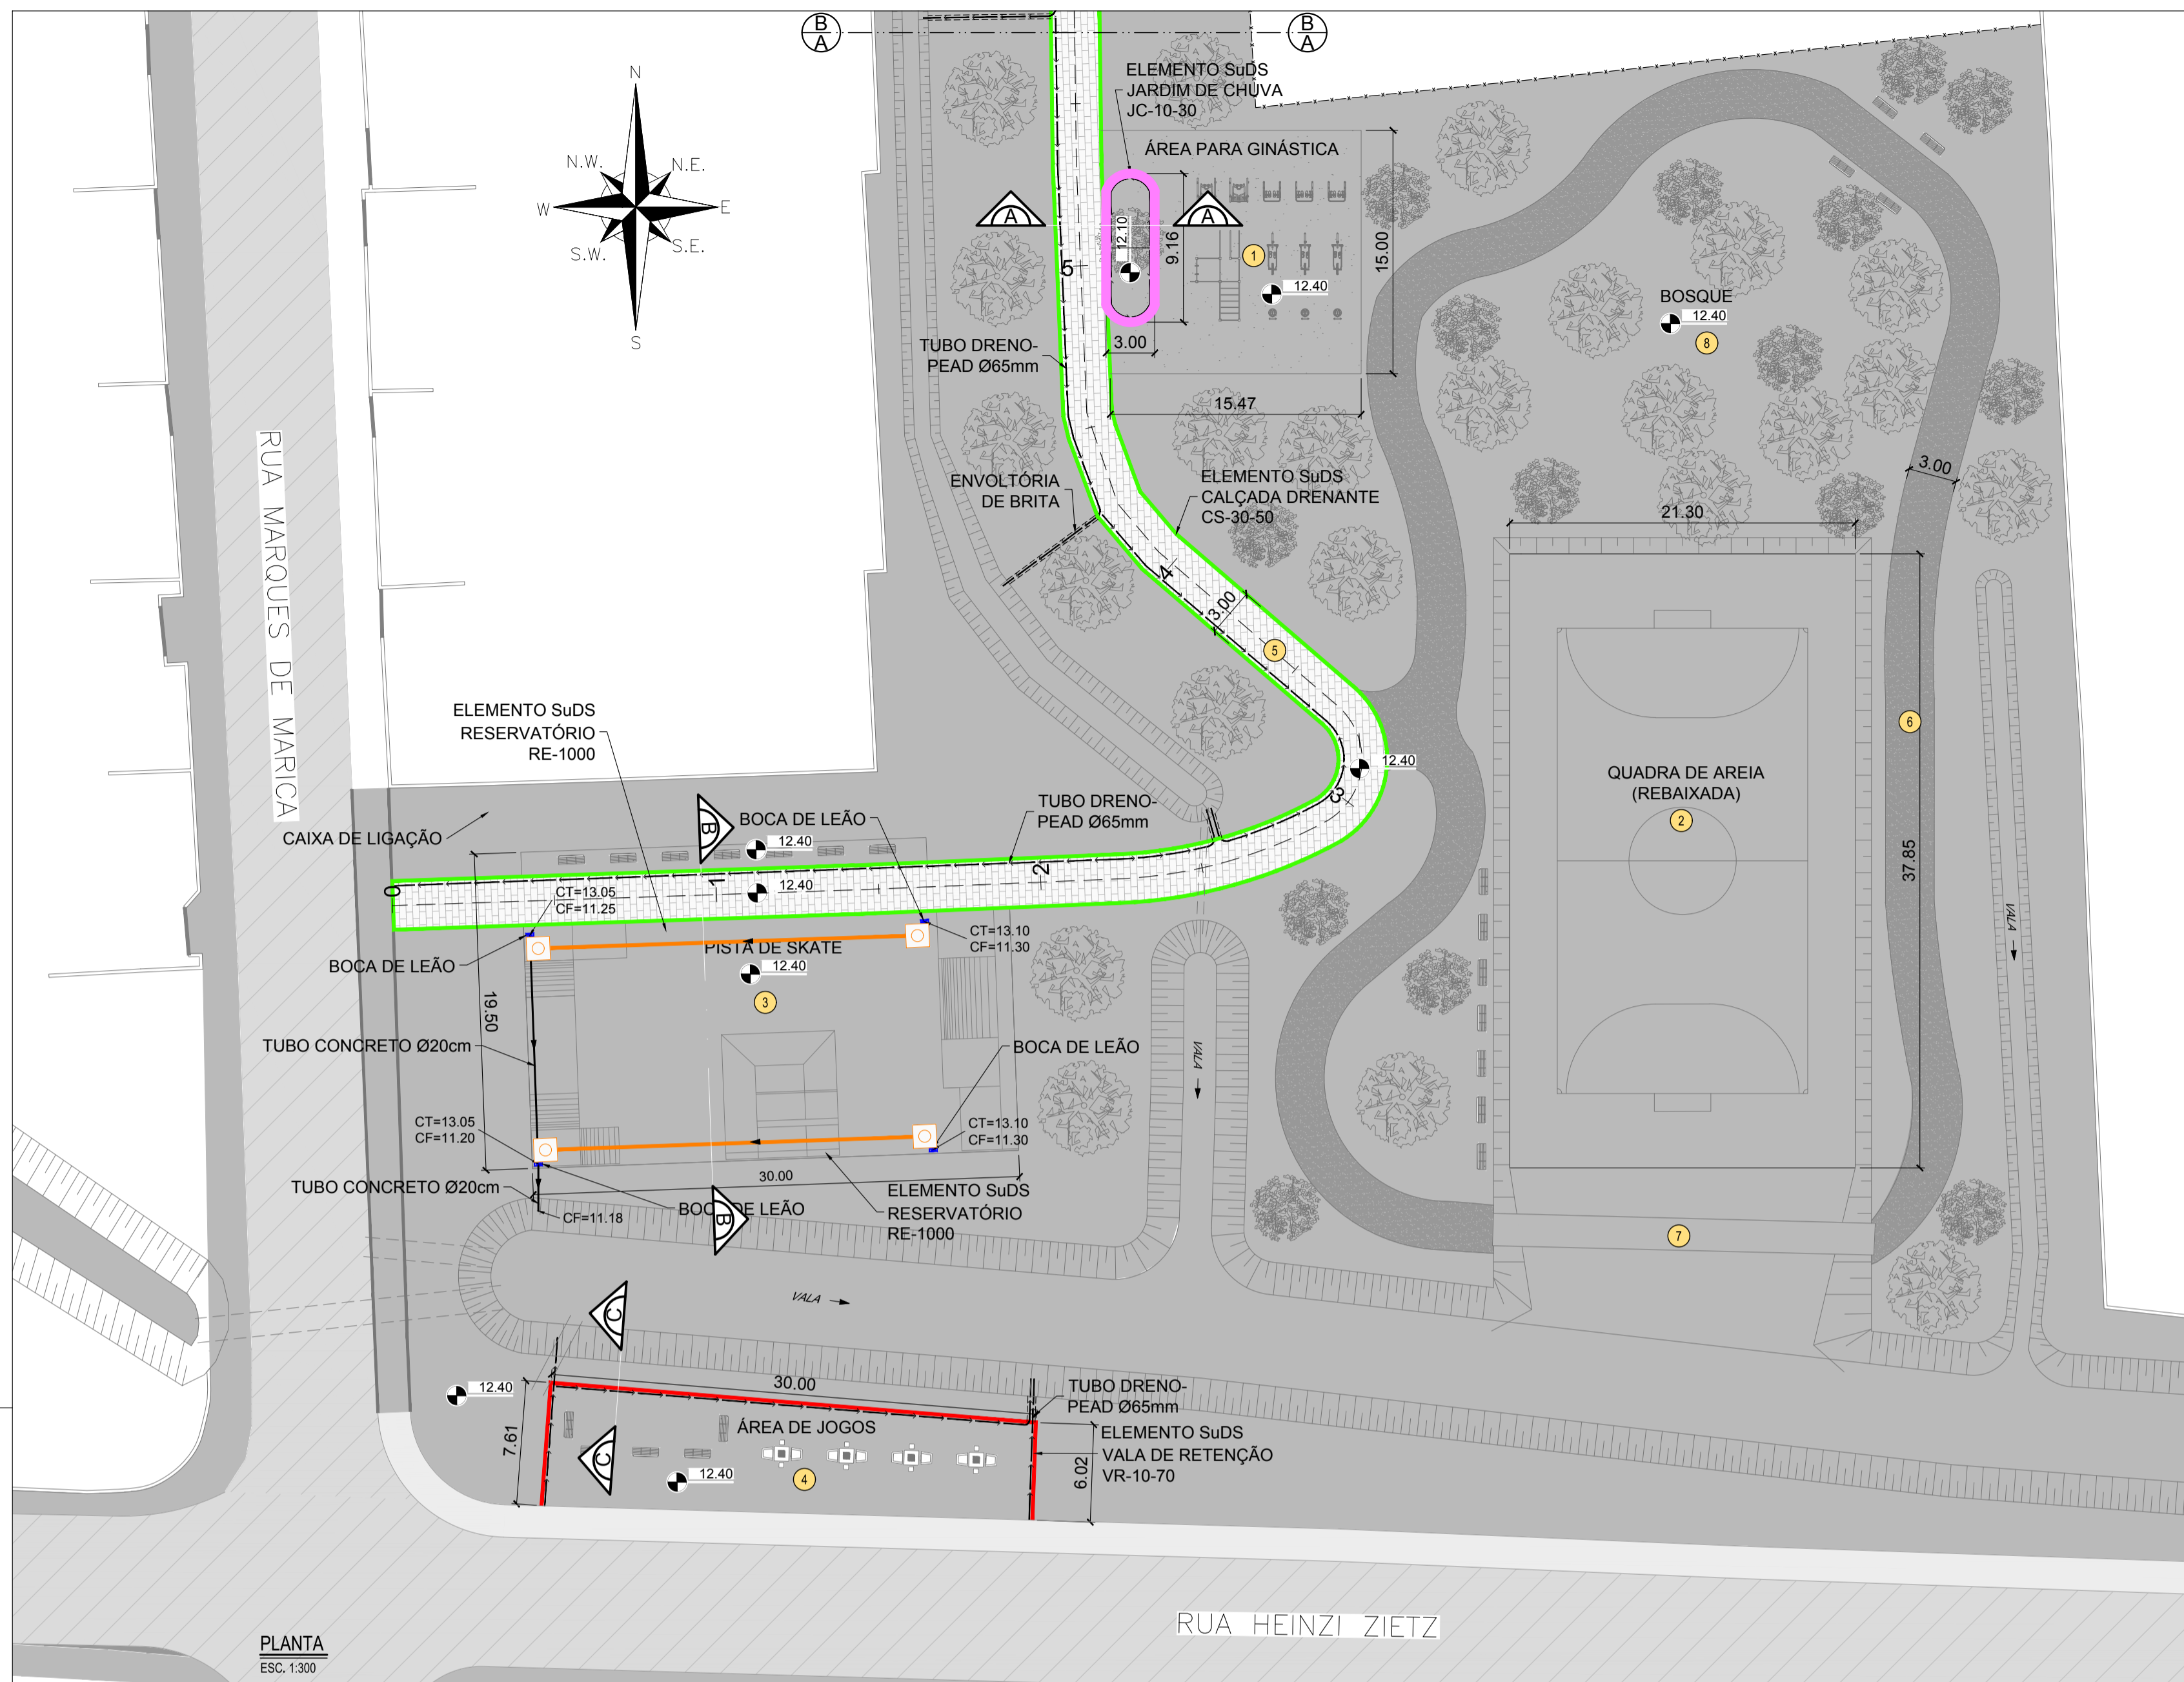 B
A
B
A
ELEMENTO SuDS
JARDIM DE CHUVA
JC-10-30
N
N.W.
N.E.
W
E
S.W.
S.E.
S
ÁREA PARA GINÁSTICA
A
A
12.10
9.16
15.00
1
12.40
5
3.00
15.47
TUBO DRENO-
PEAD Ø65mm
BOSQUE
12.40
8
RUA MARQUES DE MARICA
ENVOLTÓRIA
DE BRITA
ELEMENTO SuDS
CALÇADA DRENANTE
CS-30-50
3.00
21.30
4
3.00
5
ELEMENTO SuDS
RESERVATÓRIO
RE-1000
6
12.40
QUADRA DE AREIA
(REBAIXADA)
2
3
37.85
TUBO DRENO-
PEAD Ø65mm
BOCA DE LEÃO
B
12.40
CAIXA DE LIGAÇÃO
0
1
2
12.40
CT=13.05
CF=11.25
VALA
CT=13.10
CF=11.30
PISTA DE SKATE
12.40
3
BOCA DE LEÃO
19.50
TUBO CONCRETO Ø20cm
BOCA DE LEÃO
VALA
CT=13.05
CF=11.20
CT=13.10
CF=11.30
30.00
TUBO CONCRETO Ø20cm
CF=11.18
BOCA DE LEÃO
B
ELEMENTO SuDS
RESERVATÓRIO
RE-1000
7
VALA
C
12.40
30.00
TUBO DRENO-
PEAD Ø65mm
7.61
ÁREA DE JOGOS
C
ELEMENTO SuDS
VALA DE RETENÇÃO
VR-10-70
12.40
4
6.02
RUA HEINZI ZIETZ
PLANTA
ESC. 1:300